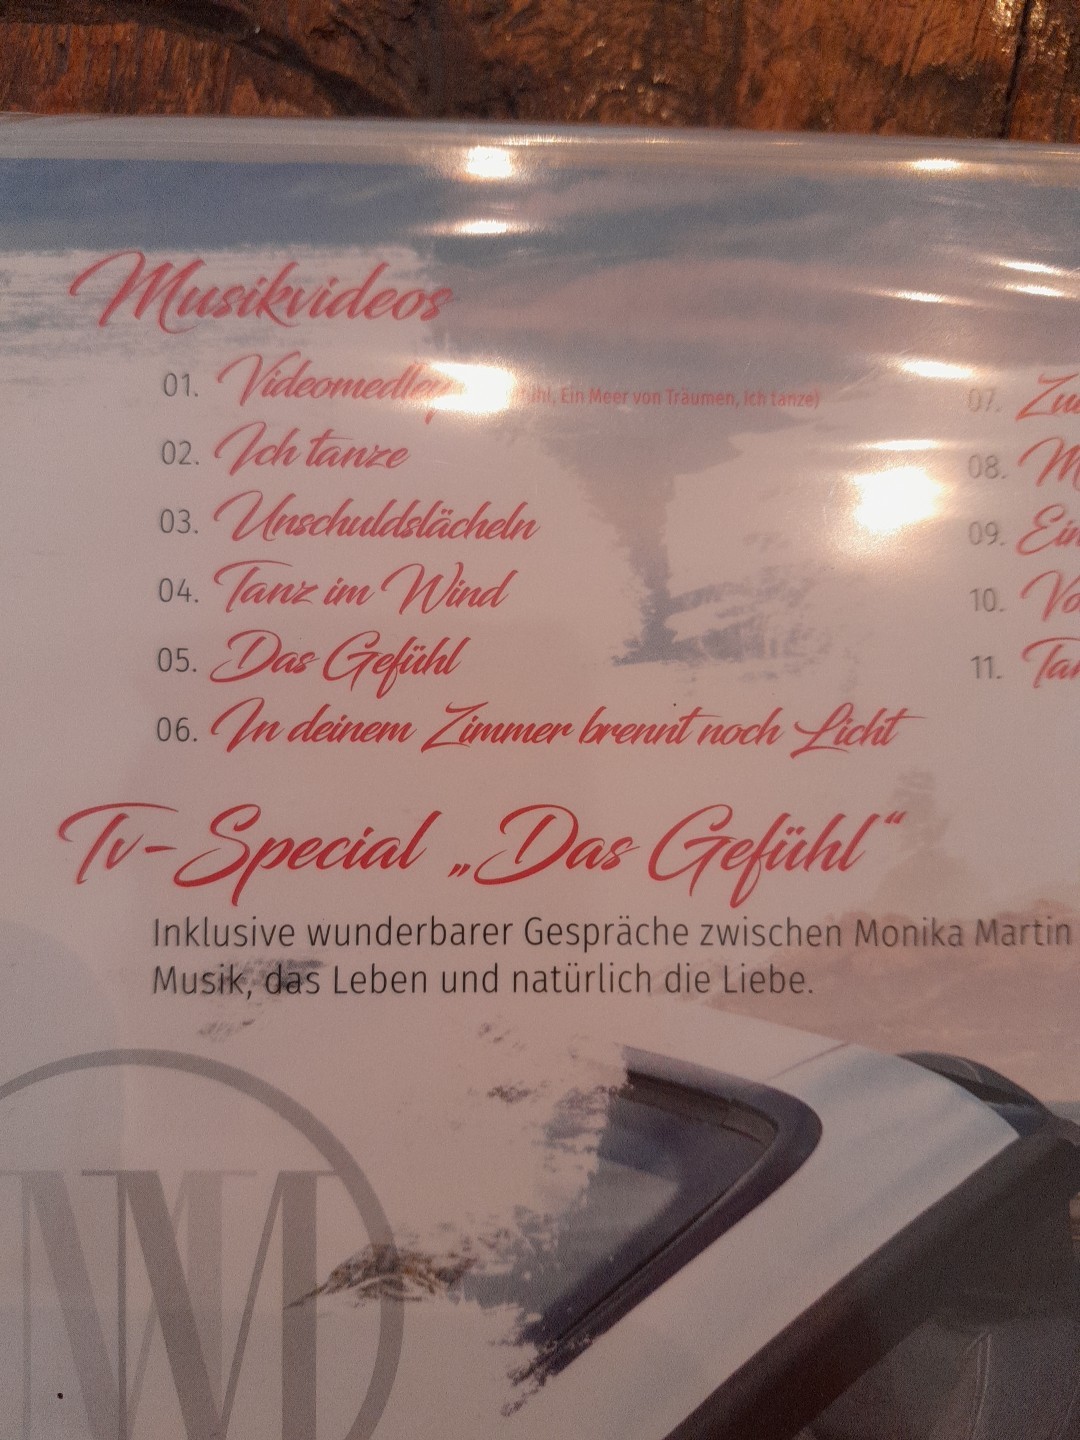 Musikvideos
01. Videomedley Ein Meer von Träumen, Ich tanze)
02. Ich tanze
03. Unschuldslächeln
04. Tanz im Wind
05. Das Gefühl
06. In deinem Zimmer brennt noch Licht
07.
08.
09.
10.
11.
Tv-Special „Das Gefühl“
Inklusive wunderbarer Gespräche zwischen Monika Martin
Musik, das Leben und natürlich die Liebe.